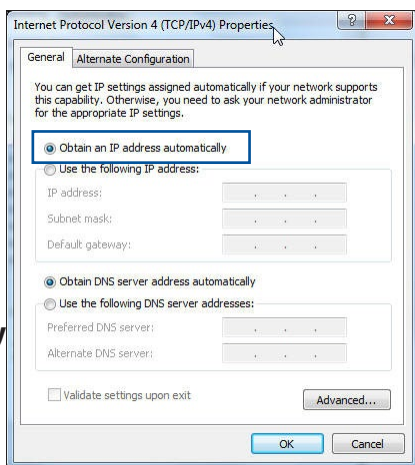 Internet Protocol Version 4 (TCP/IPv4) Properties
General
Alternate Configuration
You can get IP settings assigned automatically if your network supports
this capability. Otherwise, you need to ask your network administrator
for the appropriate IP settings.
Obtain an IP address automatically
Use the following IP address:
IP address:
Subnet mask:
Default gateway:
Obtain DNS server address automatically
Use the following DNS server addresses:
Preferred DNS server:
Alternate DNS server:
Validate settings upon exit
Advanced...
OK
Cancel